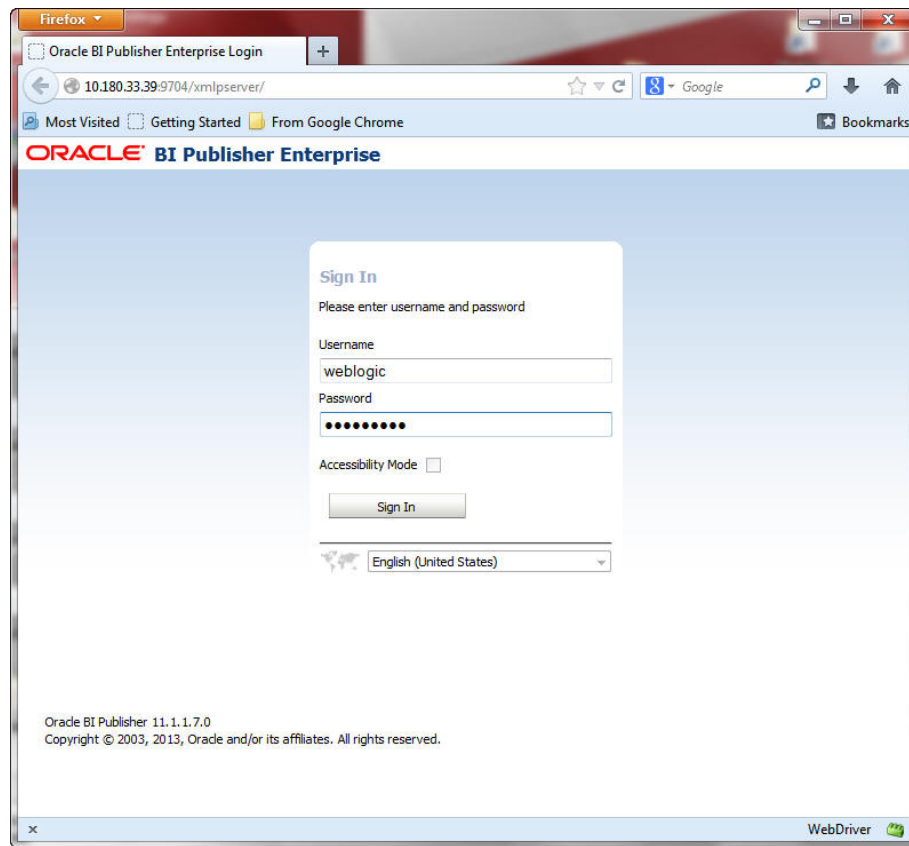 Firefox
Oracle BI Publisher Enterprise Login +
10.180.33.39:9704/xmlpserver/
8 Google
Most Visited Getting Started From Google Chrome Bookmarks
ORACLE BI Publisher Enterprise
Sign In
Please enter username and password
Username
weblogic
Password
•••••••••
Accessibility Mode
Sign In
English (United States)
Oracle BI Publisher 11.1.1.7.0
Copyright © 2003, 2013, Oracle and/or its affiliates. All rights reserved.
x WebDriver